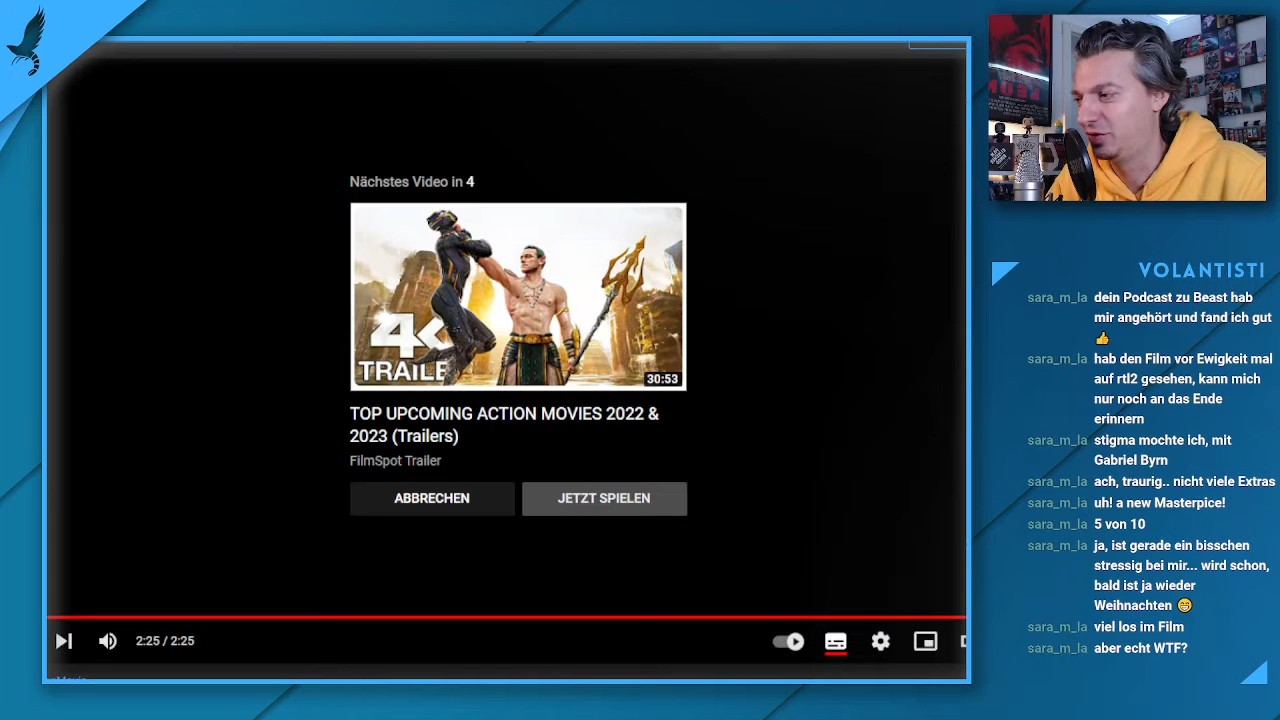 Nächstes Video in 4
4K
TRAiLE
30:53
TOP UPCOMING ACTION MOVIES 2022 &
2023 (Trailers)
FilmSpot Trailer
ABBRECHEN
JETZT SPIELEN
2:25 / 2:25
VOLANTISTI
sara_m_la dein Podcast zu Beast hab
mir angehört und fand ich gut
👍
sara_m_la hab den Film vor Ewigkeit mal
auf rtl2 gesehen, kann mich
nur noch an das Ende
erinnern
sara_m_la stigma mochte ich, mit
Gabriel Byrn
sara_m_la ach, traurig.. nicht viele Extras
sara_m_la uh! a new Masterpice!
sara_m_la 5 von 10
sara_m_la ja, ist gerade ein bisschen
stressig bei mir... wird schon,
bald ist ja wieder
Weihnachten 😁
sara_m_la viel los im Film
sara_m_la aber echt WTF?